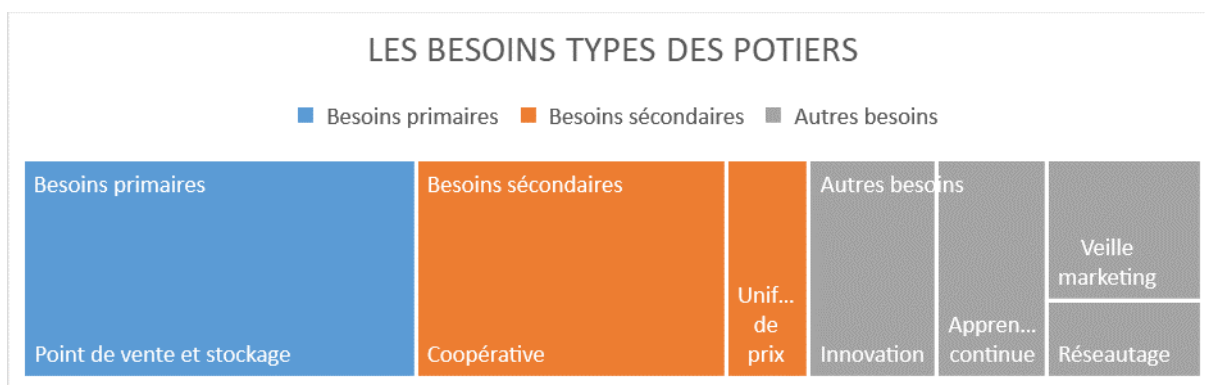 LES BESOINS TYPES DES POTIERS
Besoins primaires Besoins sécondaires Autres besoins
Besoins primaires
Point de vente et stockage
Besoins sécondaires
Coopérative
Unif...
de
prix
Autres besoins
Innovation
Appren...
continue
Veille
marketing
Réseautage